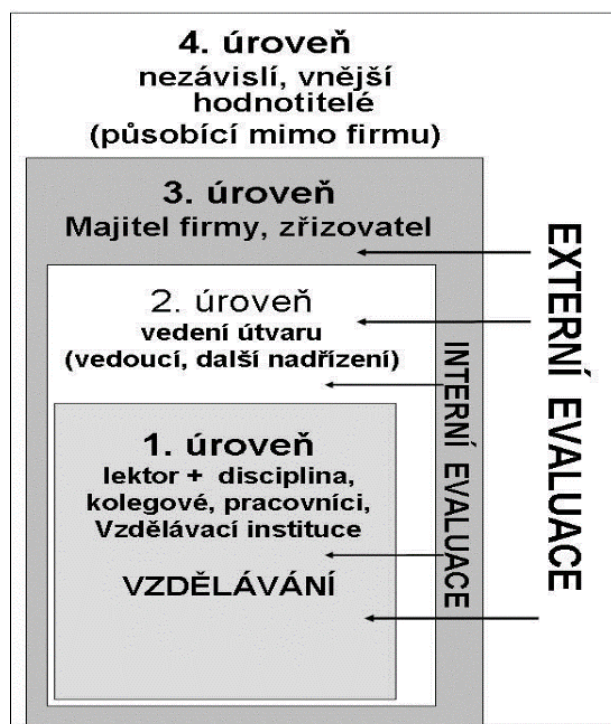 4. úroveň
nezávislí, vnější
hodnotitelé
(působící mimo firmu)
3. úroveň
Majitel firmy, zřizovatel
2. úroveň
vedení útvaru
(vedoucí, další nadřízení)
1. úroveň
lektor + disciplina,
kolegové, pracovníci,
Vzdělávací instituce
VZDĚLÁVÁNÍ
INTERNÍ EVALUACE
EXTERNÍ EVALUACE